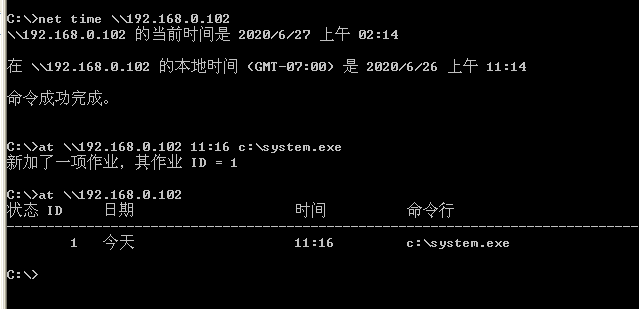 C:\>net time \\192.168.0.102
\\192.168.0.102 的当前时间是 2020/6/27 上午 02:14
在 \\192.168.0.102 的本地时间 (GMT-07:00) 是 2020/6/26 上午 11:14
命令成功完成。
C:\>at \\192.168.0.102 11:16 c:\system.exe
新加了一项作业，其作业 ID = 1
C:\>at \\192.168.0.102
状态 ID 日期 时间 命令行
-------------------------------------------------------------------------------
1 今天 11:16 c:\system.exe
C:\>